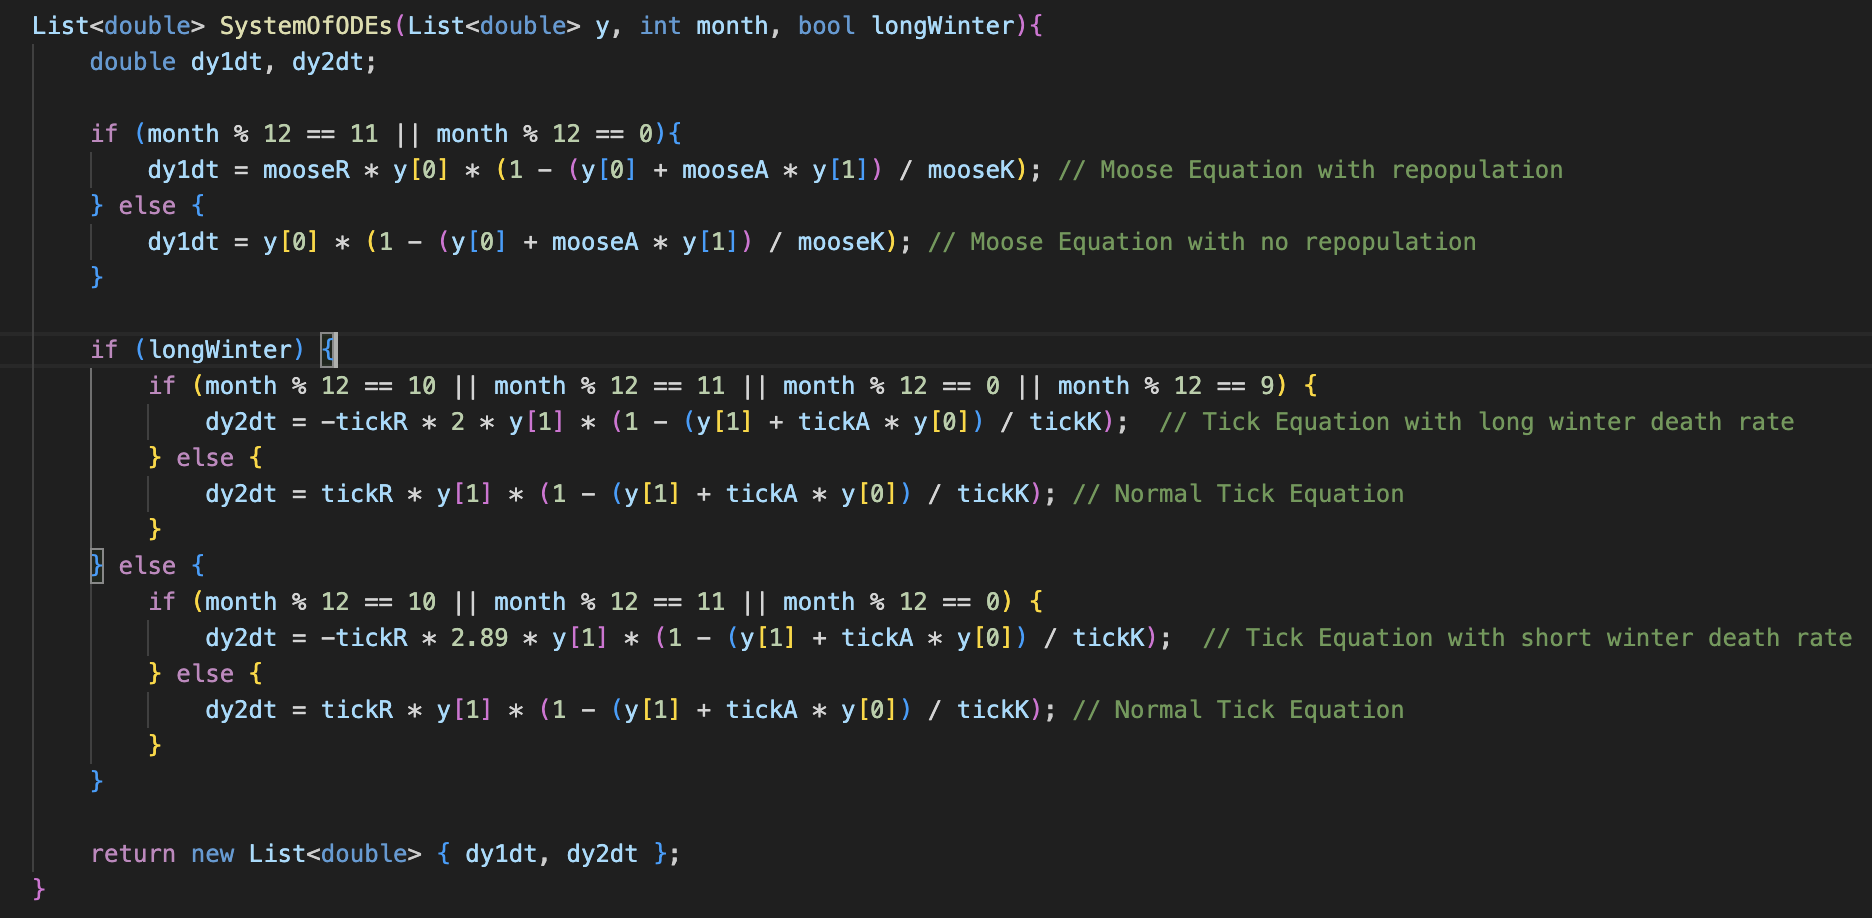 List<double> SystemOfODEs(List<double> y, int month, bool longWinter){
    double dy1dt, dy2dt;
    if (month % 12 == 11 || month % 12 == 0){
        dy1dt = mooseR * y[0] * (1 - (y[0] + mooseA * y[1]) / mooseK); // Moose Equation with repopulation
    } else {
        dy1dt = y[0] * (1 - (y[0] + mooseA * y[1]) / mooseK); // Moose Equation with no repopulation
    }
    if (longWinter) {
        if (month % 12 == 10 || month % 12 == 11 || month % 12 == 0 || month % 12 == 9) {
            dy2dt = -tickR * 2 * y[1] * (1 - (y[1] + tickA * y[0]) / tickK);  // Tick Equation with long winter death rate
        } else {
            dy2dt = tickR * y[1] * (1 - (y[1] + tickA * y[0]) / tickK); // Normal Tick Equation
        }
    } else {
        if (month % 12 == 10 || month % 12 == 11 || month % 12 == 0) {
            dy2dt = -tickR * 2.89 * y[1] * (1 - (y[1] + tickA * y[0]) / tickK);  // Tick Equation with short winter death rate
        } else {
            dy2dt = tickR * y[1] * (1 - (y[1] + tickA * y[0]) / tickK); // Normal Tick Equation
        }
    }
    return new List<double> { dy1dt, dy2dt };
}